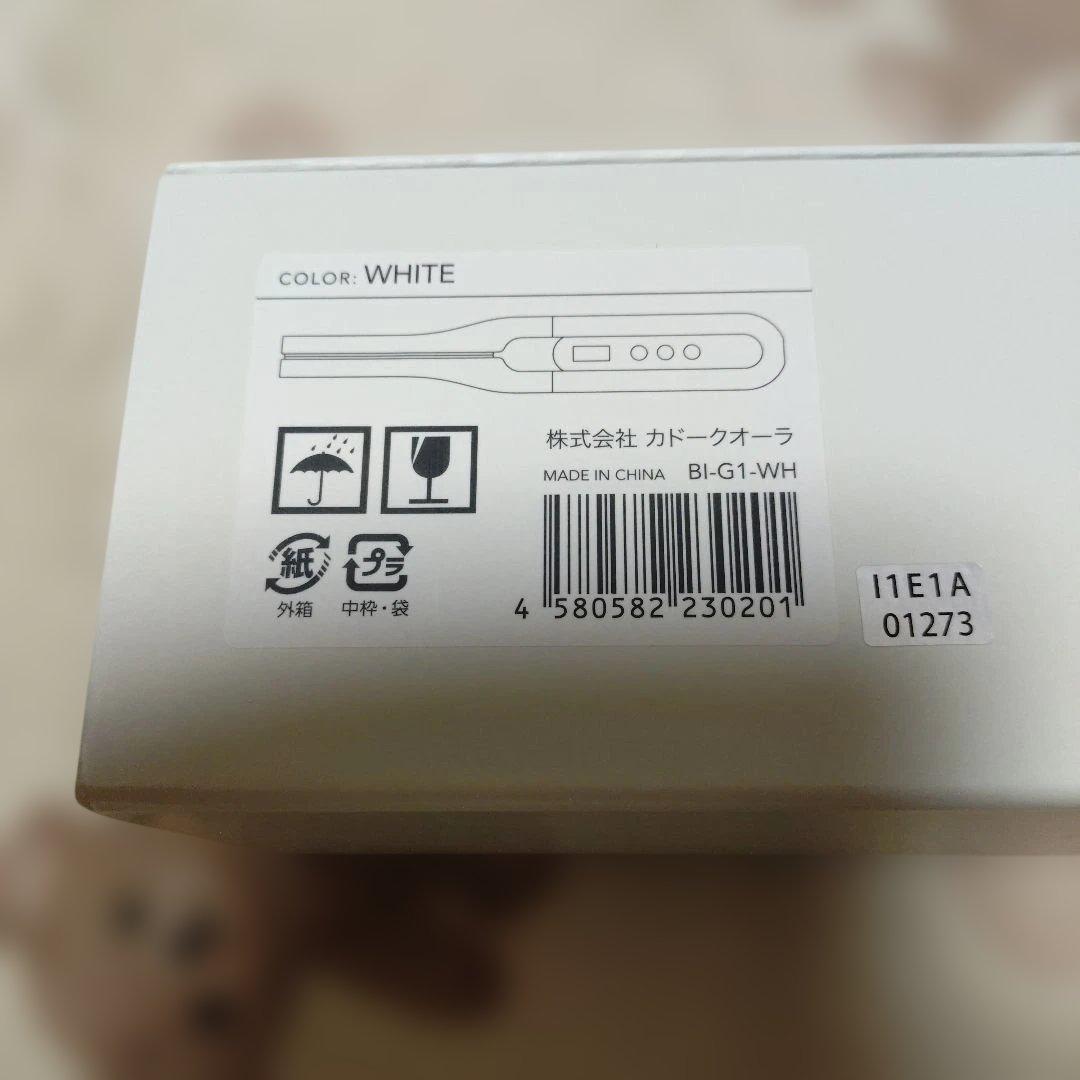 COLOR: WHITE
株式会社 カドークオーラ
MADE IN CHINA BI-G1-WH
紙
プラ
外箱
中枠・袋
4 580582 230201
I1E1A
01273